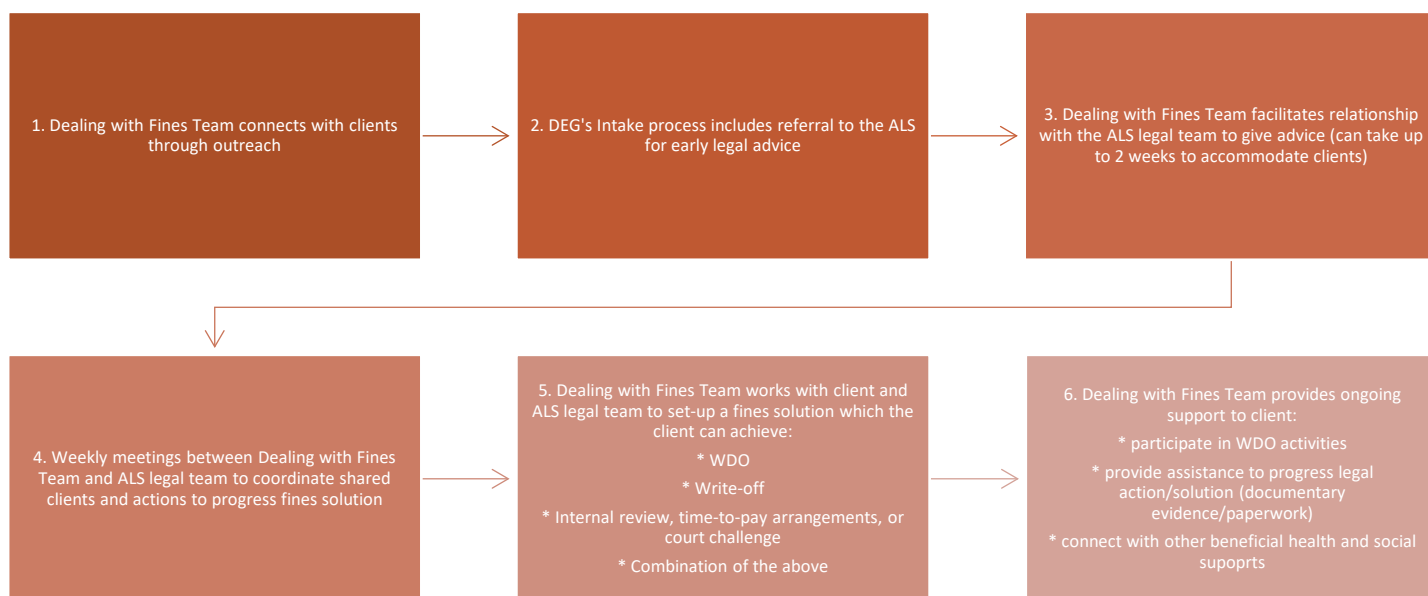 1. Dealing with Fines Team connects with clients
through outreach
2. DEG's Intake process includes referral to the ALS
for early legal advice
3. Dealing with Fines Team facilitates relationship
with the ALS legal team to give advice (can take up
to 2 weeks to accommodate clients)
4. Weekly meetings between Dealing with Fines
Team and ALS legal team to coordinate shared
clients and actions to progress fines solution
5. Dealing with Fines Team works with client and
ALS legal team to set-up a fines solution which the
client can achieve:
* WDO
* Write-off
* Internal review, time-to-pay arrangements, or
court challenge
* Combination of the above
6. Dealing with Fines Team provides ongoing
support to client:
* participate in WDO activities
* provide assistance to progress legal
action/solution (documentary
evidence/paperwork)
* connect with other beneficial health and social
supoprts